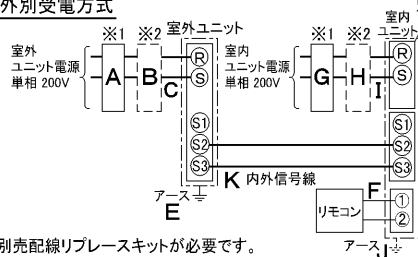 外別受電方式
室外ユニット
室内
ユニット
※1 ※2
※1 ※2
室外
ユニット電源
単相 200V
A B C
R
S
S1
S2
S3
室内
ユニット電源
単相 200V
G H I
R
S
S1
S2
S3
K 内外信号線
アース
E
F
リモコン
①
②
アース
J
別売配線リプレースキットが必要です。